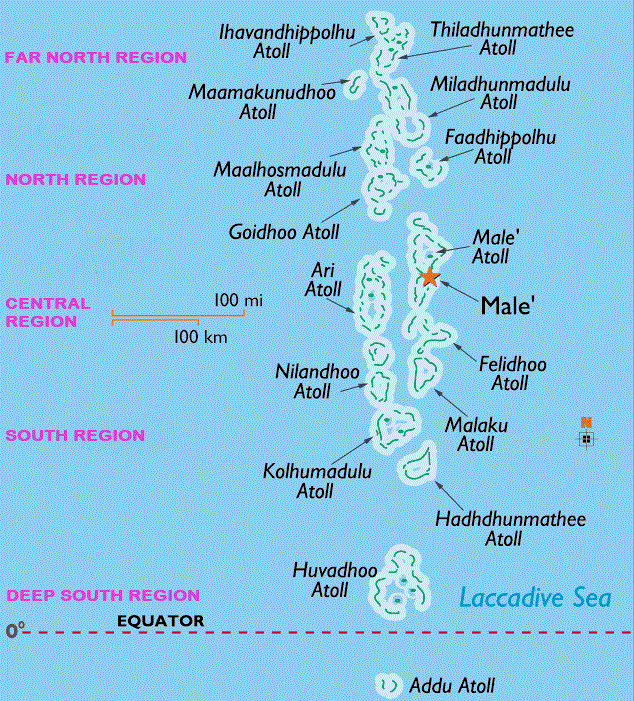 Ihavandhippolhu
Atoll
Thiladhunmathee
Atoll
FAR NORTH REGION
Maamakunudhoo
Atoll
Miladhunmadulu
Atoll
Faadhippolhu
Atoll
Maalhosmadulu
Atoll
NORTH REGION
Goidhoo Atoll
Male'
Atoll
Ari
Atoll
CENTRAL
REGION
100 mi
100 km
Male'
Felidhoo
Atoll
Nilandhoo
Atoll
Malaku
Atoll
N
SOUTH REGION
Kolhumadulu
Atoll
Hadhdhunmathee
Atoll
Huvadhoo
Atoll
DEEP SOUTH REGION
Laccadive Sea
EQUATOR
0°
Addu Atoll